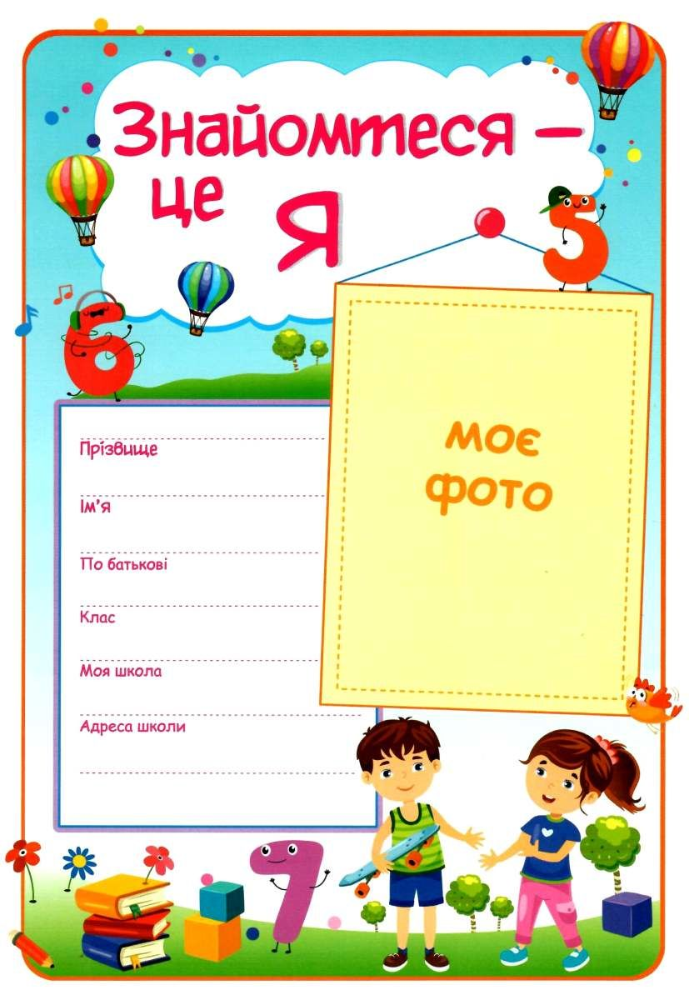 Знайомтеся –
це Я
моє
фото
Прізвище
Ім'я
По батькові
Клас
Моя школа
Адреса школи